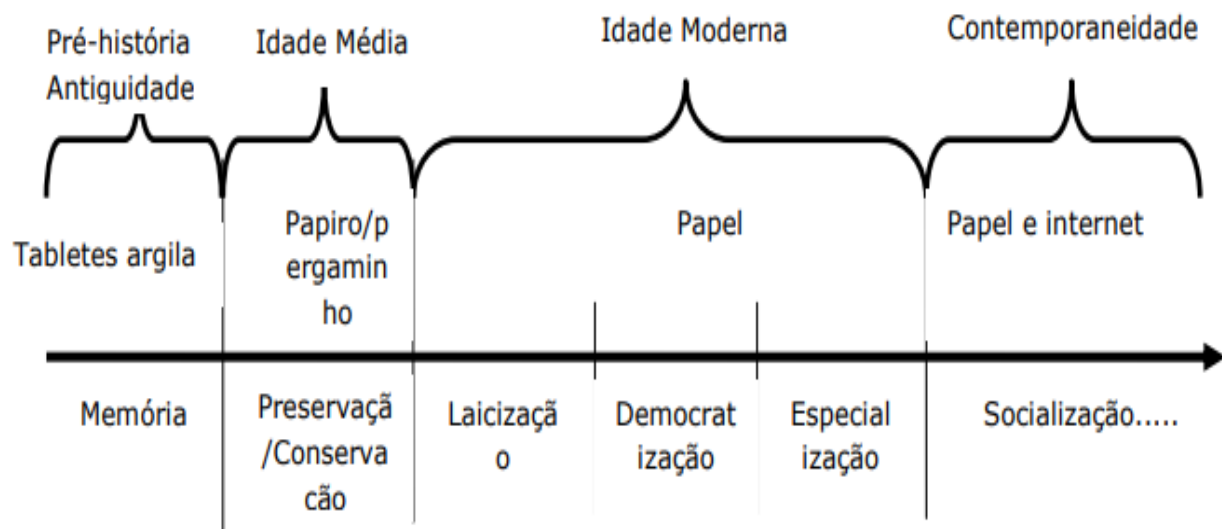 Pré-história
Antiguidade
Idade Média
Idade Moderna
Contemporaneidade
Tabletes argila
Papiro/p
ergamin
ho
Papel
Papel e internet
Memória
Preservaçã
/Conserva
cão
Laicizaçã
o
Democrat
ização
Especial
ização
Socialização.....